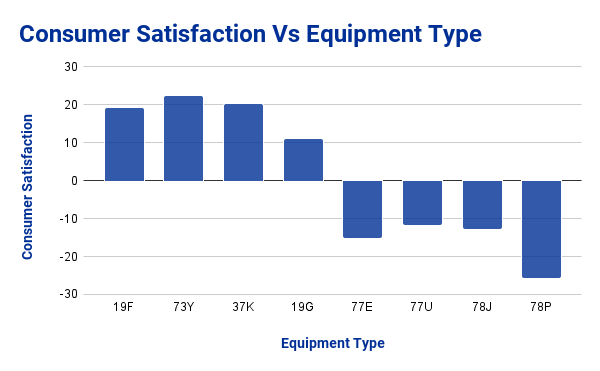 Consumer Satisfaction Vs Equipment Type
Consumer Satisfaction
30
20
10
0
-10
-20
-30
19F 73Y 37K 19G 77E 77U 78J 78P
Equipment Type